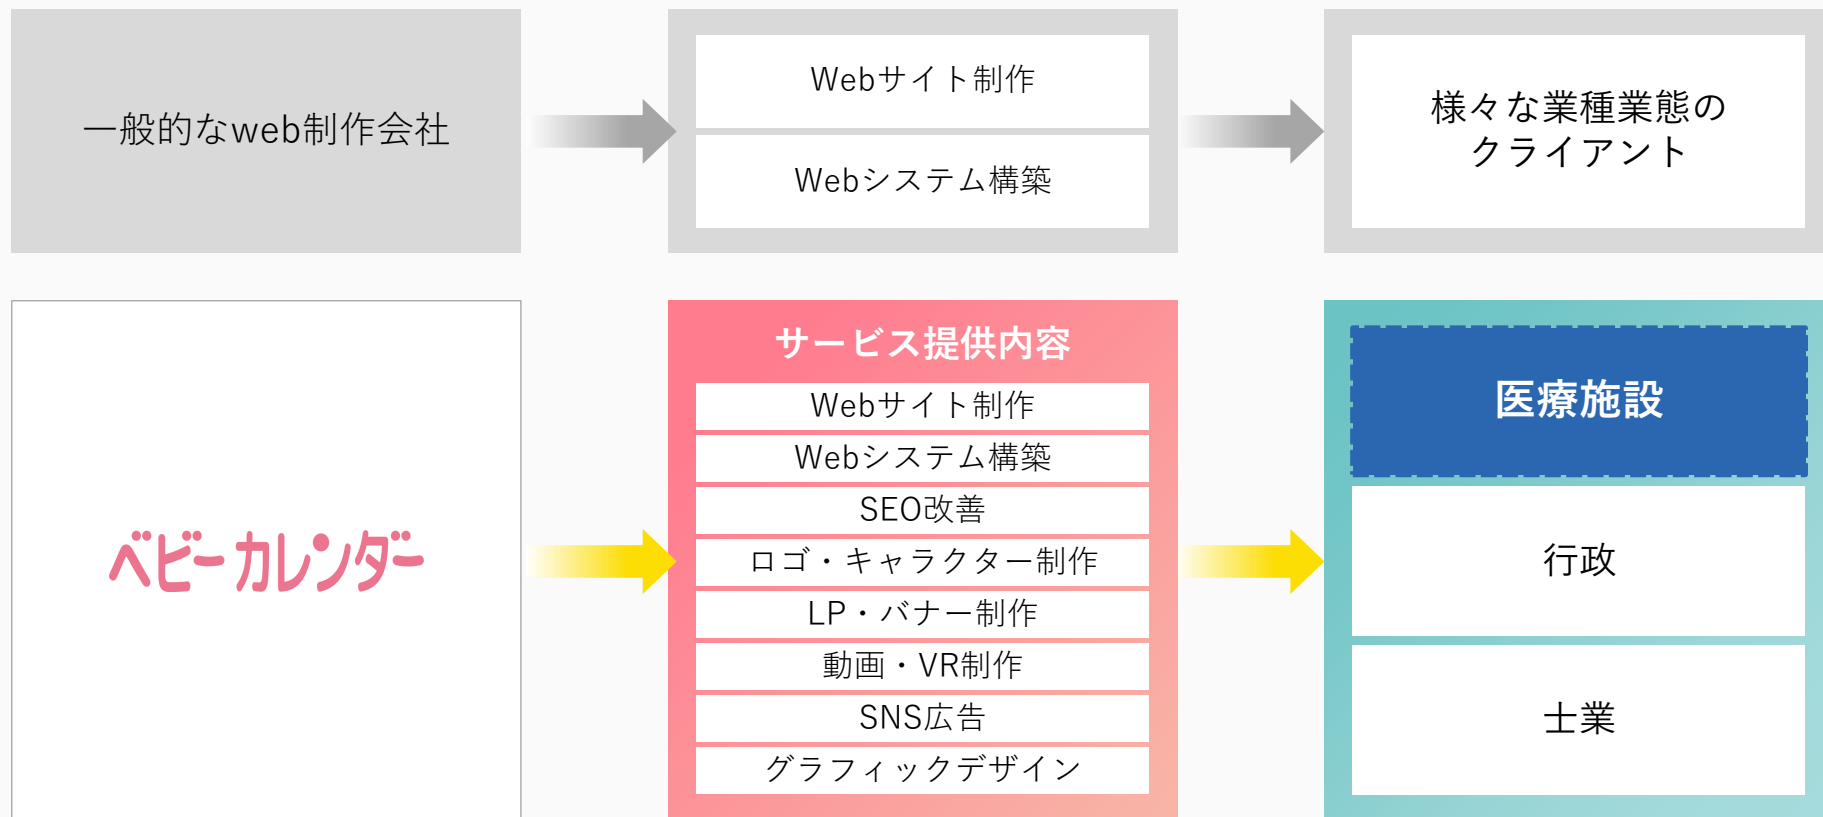 一般的なweb制作会社
Webサイト制作
Webシステム構築
様々な業種業態の
クライアント
ベビーカレンダー
サービス提供内容
Webサイト制作
Webシステム構築
SEO改善
ロゴ・キャラクター制作
LP・バナー制作
動画・VR制作
SNS広告
グラフィックデザイン
医療施設
行政
士業